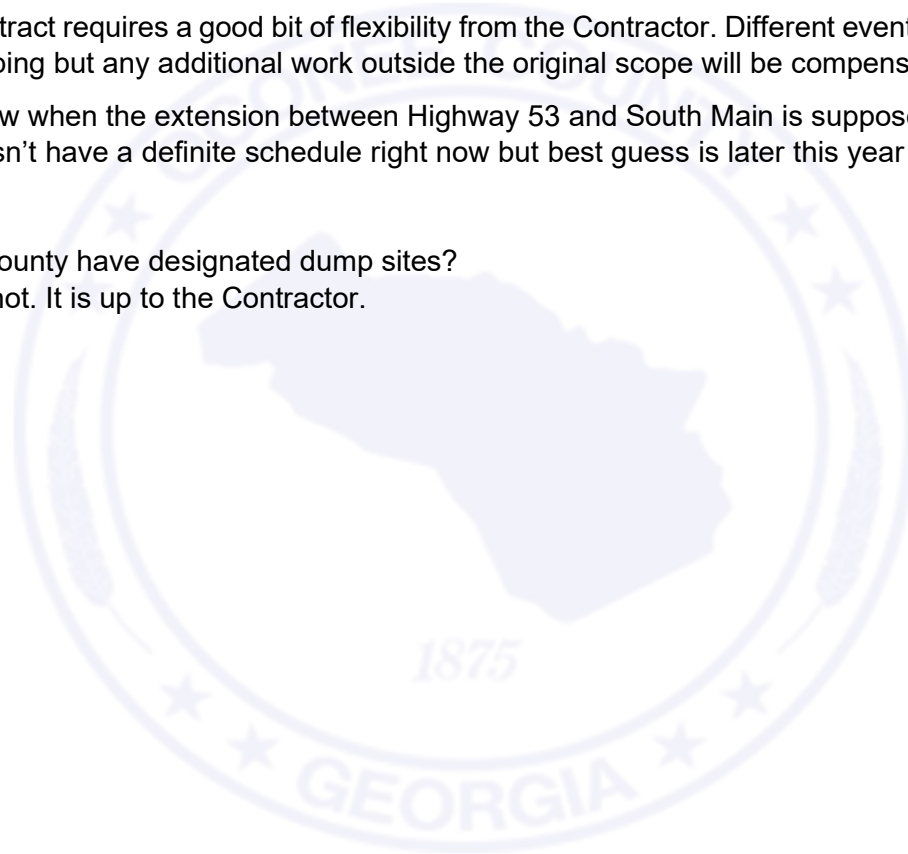 tract requires a good bit of flexibility from the Contractor. Different event
oing but any additional work outside the original scope will be compens
w when the extension between Highway 53 and South Main is suppose
sn't have a definite schedule right now but best guess is later this year
ounty have designated dump sites?
not. It is up to the Contractor.
OCONEE COUNTY
1875
GEORGIA